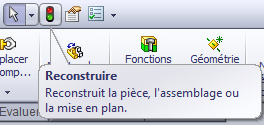 placer
omp...
Fonctions
Géométrie
Reconstruire
Reconstruit la pièce, l'assemblage ou
la mise en plan.
Evaluer